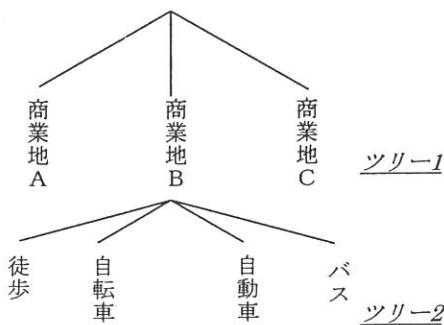 商業地A
商業地B
商業地C
ツリー1
徒歩
自転車
自動車
バス
ツリー2